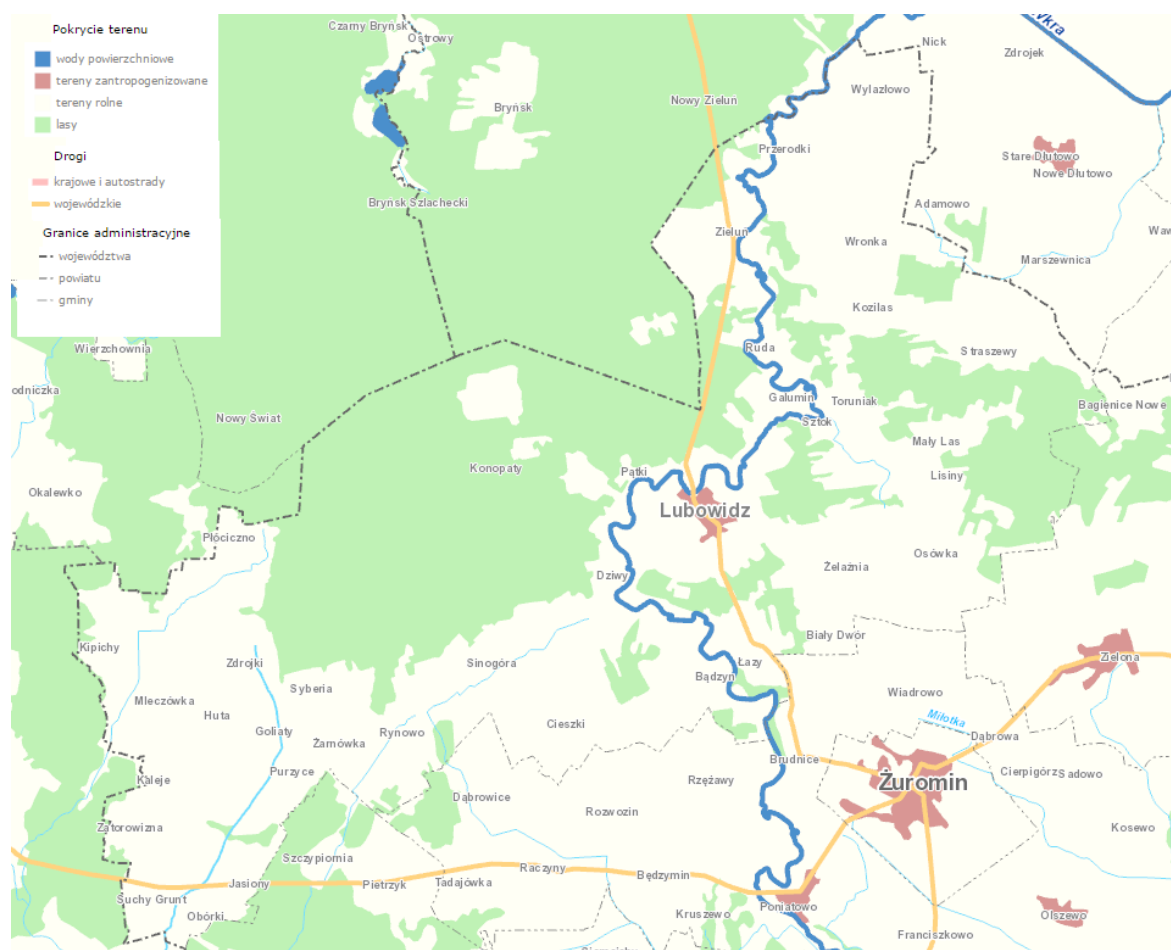 Pokrycie terenu
wody powierzchniowe
tereny zantropogenizowane
tereny rolne
lasy
Drogi
krajowe i autostrady
wojewódzkie
Granice administracyjne
województwa
powiatu
gminy
Czarny Bryńsk
Ostrowy
Wkra
Nick
Zdrojek
Wylazłowo
Nowy Zieluń
Bryńsk
Przerodki
Stare Dłutowo
Nowe Dłutowo
Bryńsk Szlachecki
Adamowo
Zieluń
Wronka
Marszewnica
Kozilas
Wierzchownia
Ruda
Straszewy
Galumin
Toruniak
Bagienice Nowe
Nowy Świat
Sztok
Mały Las
Konopaty
Pątki
Lisiny
Okalewko
Lubowidz
Płóciczno
Osówka
Żelaźnia
Dziwy
Biały Dwór
Kipichy
Zielona
Zdrojki
Sinogóra
Łazy
Bądzyn
Syberia
Wiadrowo
Mleczówka
Huta
Miłotka
Cieszki
Goliaty
Rynowo
Dąbrowa
Żarnówka
Brudnice
Purzyce
Kaleje
Rzężawy
Żuromin
Cierpigórz
Sadowo
Dąbrowice
Rozwozin
Zątorowizna
Kosewo
Szczypiornia
Raczyny
Będzymin
Jasiony
Pietrzyk
Tadajówka
Suchy Grunt
Poniatowo
Obórki
Kruszewo
Olszewo
Franciszkowo